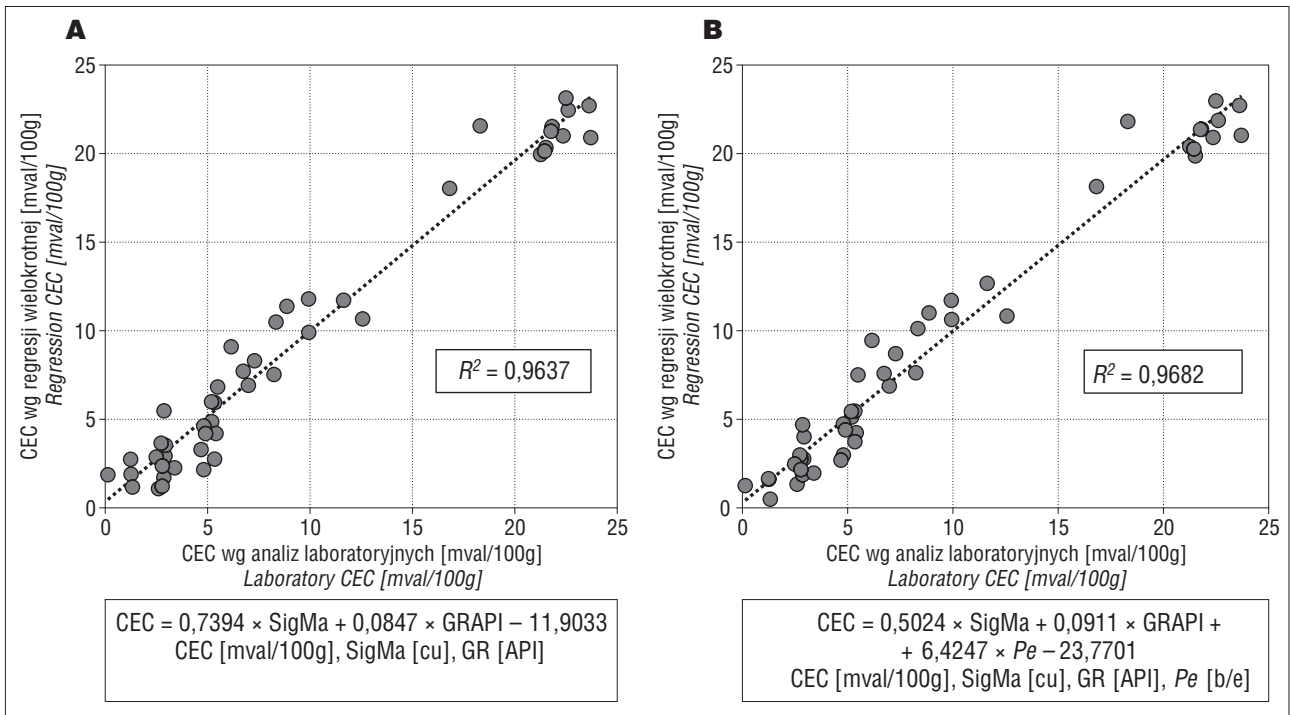 A
25
20
15
10
5
0
CEC wg regresji wielokrotnej [mval/100g]
Regression CEC [mval/100g]
R² = 0,9637
0 5 10 15 20 25
CEC wg analiz laboratoryjnych [mval/100g]
Laboratory CEC [mval/100g]
CEC = 0,7394 × SigMa + 0,0847 × GRAPI – 11,9033
CEC [mval/100g], SigMa [cu], GR [API]
B
25
20
15
10
5
0
CEC wg regresji wielokrotnej [mval/100g]
Regression CEC [mval/100g]
R² = 0,9682
0 5 10 15 20 25
CEC wg analiz laboratoryjnych [mval/100g]
Laboratory CEC [mval/100g]
CEC = 0,5024 × SigMa + 0,0911 × GRAPI +
+ 6,4247 × Pe – 23,7701
CEC [mval/100g], SigMa [cu], GR [API], Pe [b/e]